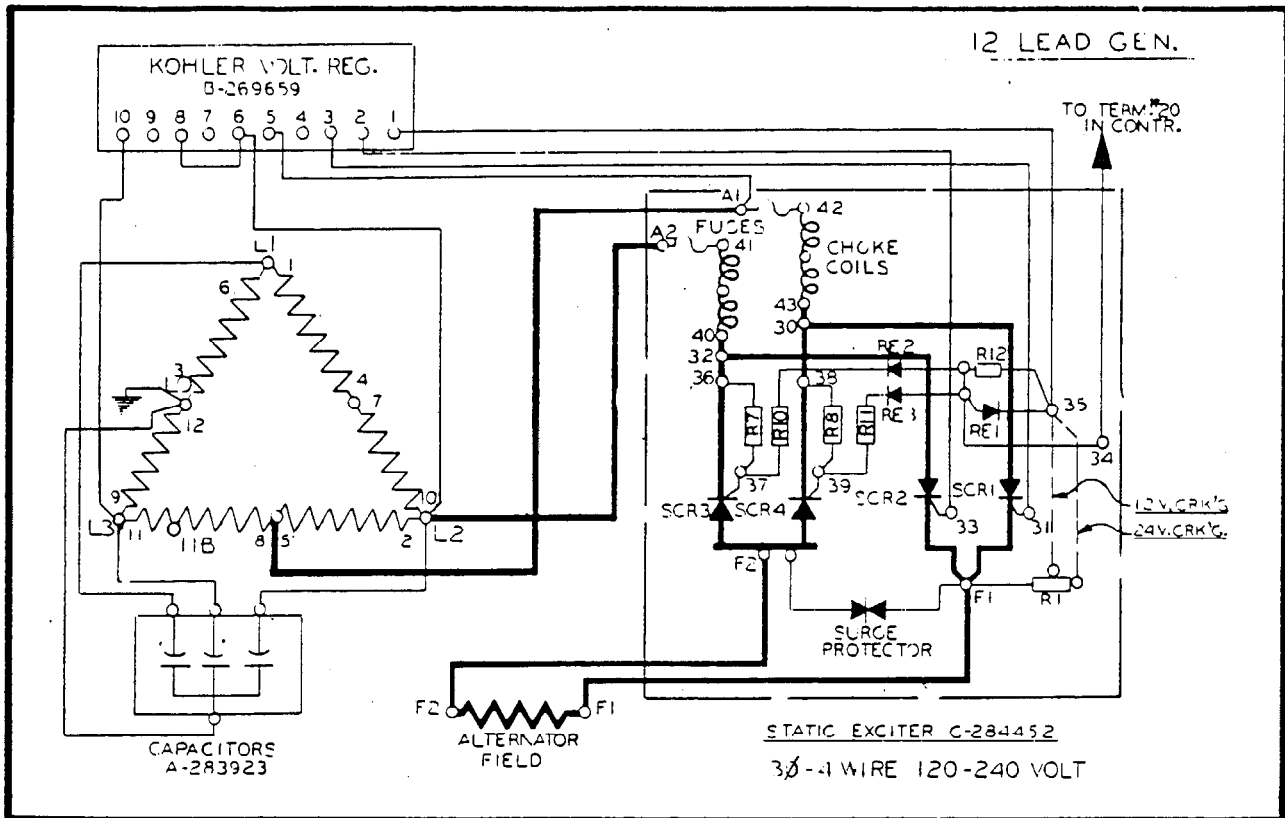 12 LEAD GEN.
KOHLER VOLT. REG.
B-269659
10 9 8 7 6 5 4 3 2 1
TO TERM. #20
IN CONTR.
A1
FUSES
42
A2
41
CHOKE
COILS
L1
1
6
43
30
40
32
RE2
R12
3
L
36
38
4
7
35
12
R7
R10
R8
R11
RE3
RE1
34
37
39
9
10
SCR3
SCR4
SCR2
SCR1
L3
11
11B
8
5
2
L2
33
31
12V. CRK'G.
24V. CRK'G.
F2
F1
R1
SURGE
PROTECTOR
F2
F1
ALTERNATOR
FIELD
CAPACITORS
A-283923
STATIC EXCITER C-284452
3Ø-4 WIRE 120-240 VOLT